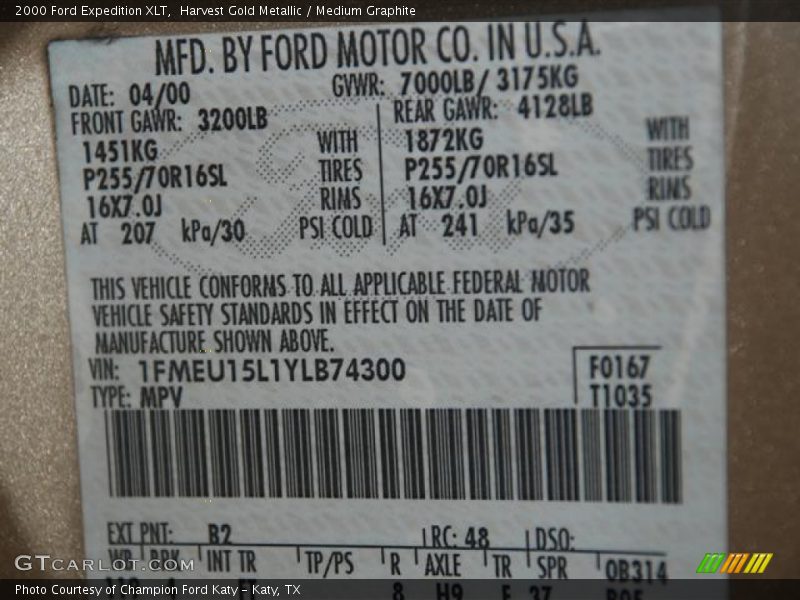 2000 Ford Expedition XLT,  Harvest Gold Metallic / Medium Graphite
MFD. BY FORD MOTOR CO. IN U.S.A.
DATE: 04/00 GVWR: 7000LB/ 3175KG
FRONT GAWR: 3200LB REAR GAWR: 4128LB
1451KG WITH 1872KG WITH
P255/70R16SL TIRES P255/70R16SL TIRES
16X7.0J RIMS 16X7.0J RIMS
AT 207 kPa/30 PSI COLD AT 241 kPa/35 PSI COLD
THIS VEHICLE CONFORMS TO ALL APPLICABLE FEDERAL MOTOR
VEHICLE SAFETY STANDARDS IN EFFECT ON THE DATE OF
MANUFACTURE SHOWN ABOVE.
VIN: 1FMEU15L1YLB74300 F0167
TYPE: MPV T1035
EXT PNT: B2 RC: 48 DSO:
WB BRK INT TR TP/PS R AXLE TR SPR 0B314
8 H9 E 37
GTCARLOT.COM
Photo Courtesy of Champion Ford Katy – Katy, TX